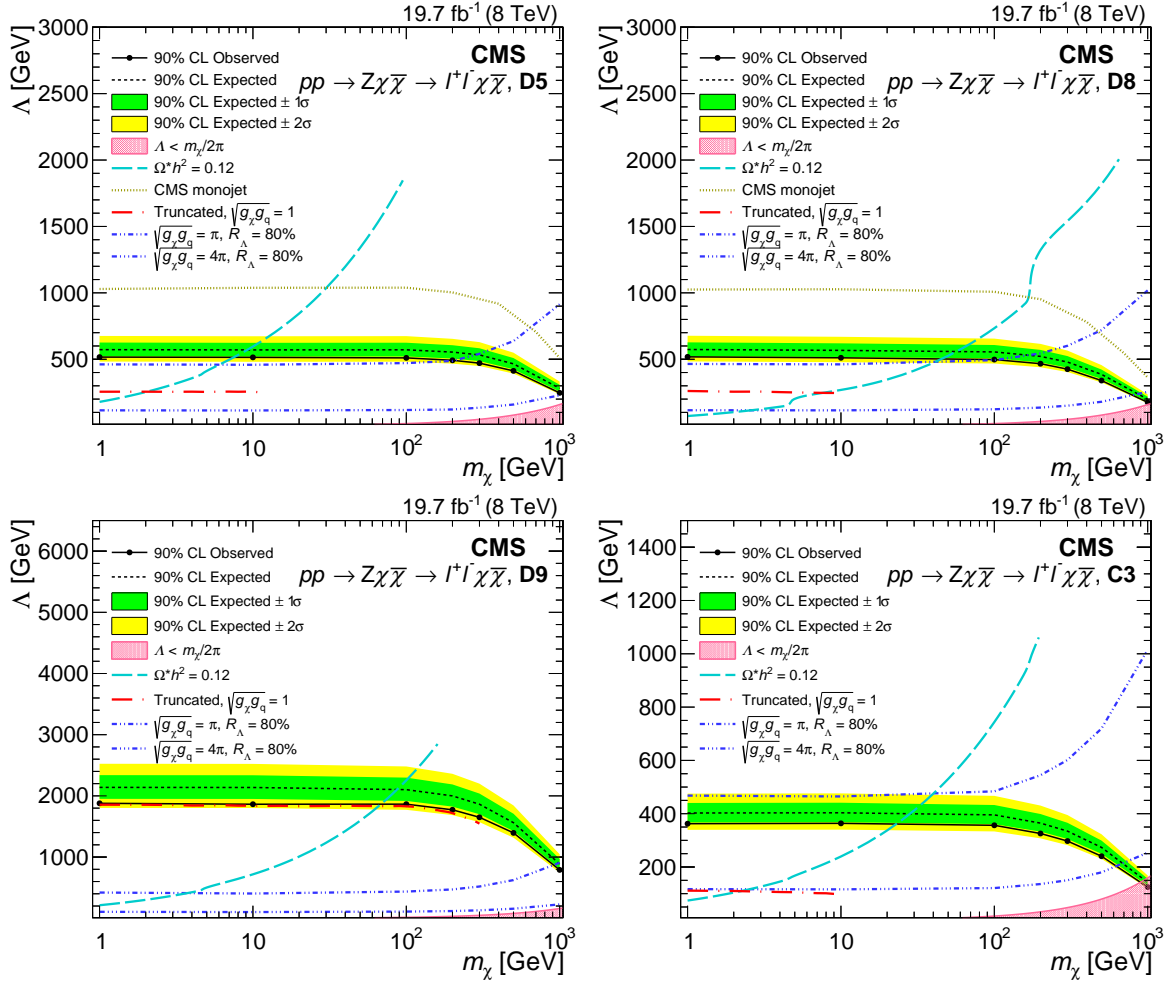 19.7 fb⁻¹ (8 TeV)
Λ [GeV]
3000
2500
2000
1500
1000
500
CMS
pp → Zχχ̅ → l⁺l⁻χχ̅, D5
90% CL Observed
90% CL Expected
90% CL Expected ± 1σ
90% CL Expected ± 2σ
Λ < mχ/2π
Ω*h² = 0.12
CMS monojet
Truncated, √gχgq = 1
√gχgq = π, RΛ = 80%
√gχgq = 4π, RΛ = 80%
1 10 10² 10³
mχ [GeV]
19.7 fb⁻¹ (8 TeV)
Λ [GeV]
3000
2500
2000
1500
1000
500
CMS
pp → Zχχ̅ → l⁺l⁻χχ̅, D8
90% CL Observed
90% CL Expected
90% CL Expected ± 1σ
90% CL Expected ± 2σ
Λ < mχ/2π
Ω*h² = 0.12
CMS monojet
Truncated, √gχgq = 1
√gχgq = π, RΛ = 80%
√gχgq = 4π, RΛ = 80%
1 10 10² 10³
mχ [GeV]
19.7 fb⁻¹ (8 TeV)
Λ [GeV]
6000
5000
4000
3000
2000
1000
CMS
pp → Zχχ̅ → l⁺l⁻χχ̅, D9
90% CL Observed
90% CL Expected
90% CL Expected ± 1σ
90% CL Expected ± 2σ
Λ < mχ/2π
Ω*h² = 0.12
Truncated, √gχgq = 1
√gχgq = π, RΛ = 80%
√gχgq = 4π, RΛ = 80%
1 10 10² 10³
mχ [GeV]
19.7 fb⁻¹ (8 TeV)
Λ [GeV]
1400
1200
1000
800
600
400
200
CMS
pp → Zχχ̅ → l⁺l⁻χχ̅, C3
90% CL Observed
90% CL Expected
90% CL Expected ± 1σ
90% CL Expected ± 2σ
Λ < mχ/2π
Ω*h² = 0.12
Truncated, √gχgq = 1
√gχgq = π, RΛ = 80%
√gχgq = 4π, RΛ = 80%
1 10 10² 10³
mχ [GeV]